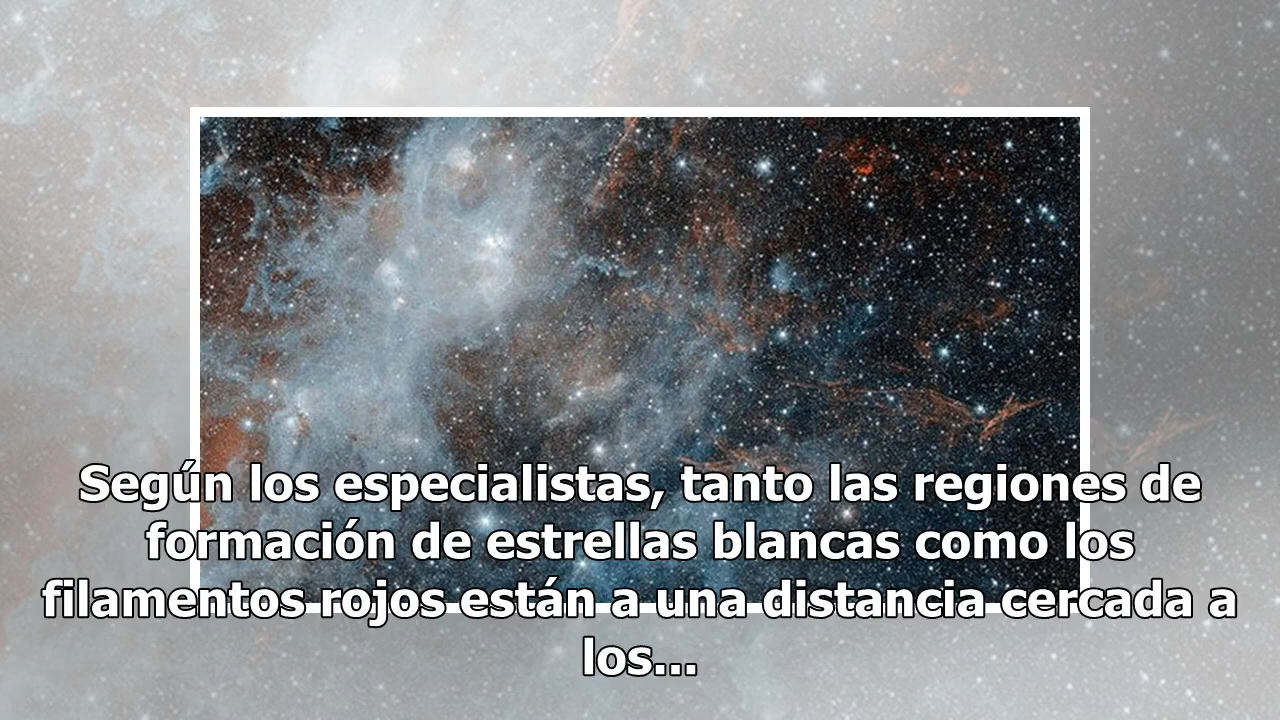 Según los especialistas, tanto las regiones de
formación de estrellas blancas como los
filamentos rojos están a una distancia cercada a
los...